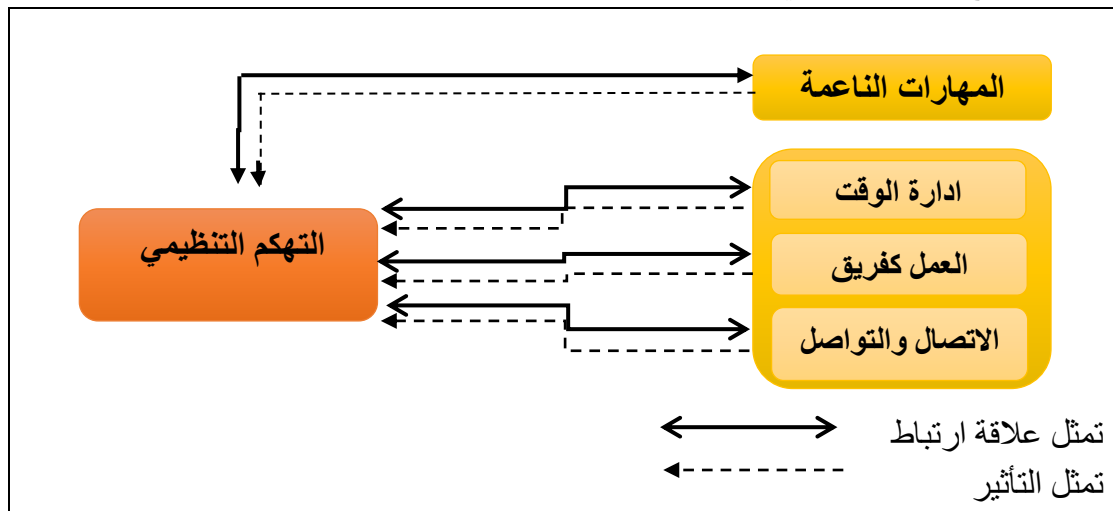 المهارات الناعمة
ادارة الوقت
التهكم التنظيمي
العمل كفريق
الاتصال والتواصل
تمثل علاقة ارتباط
تمثل التأثير